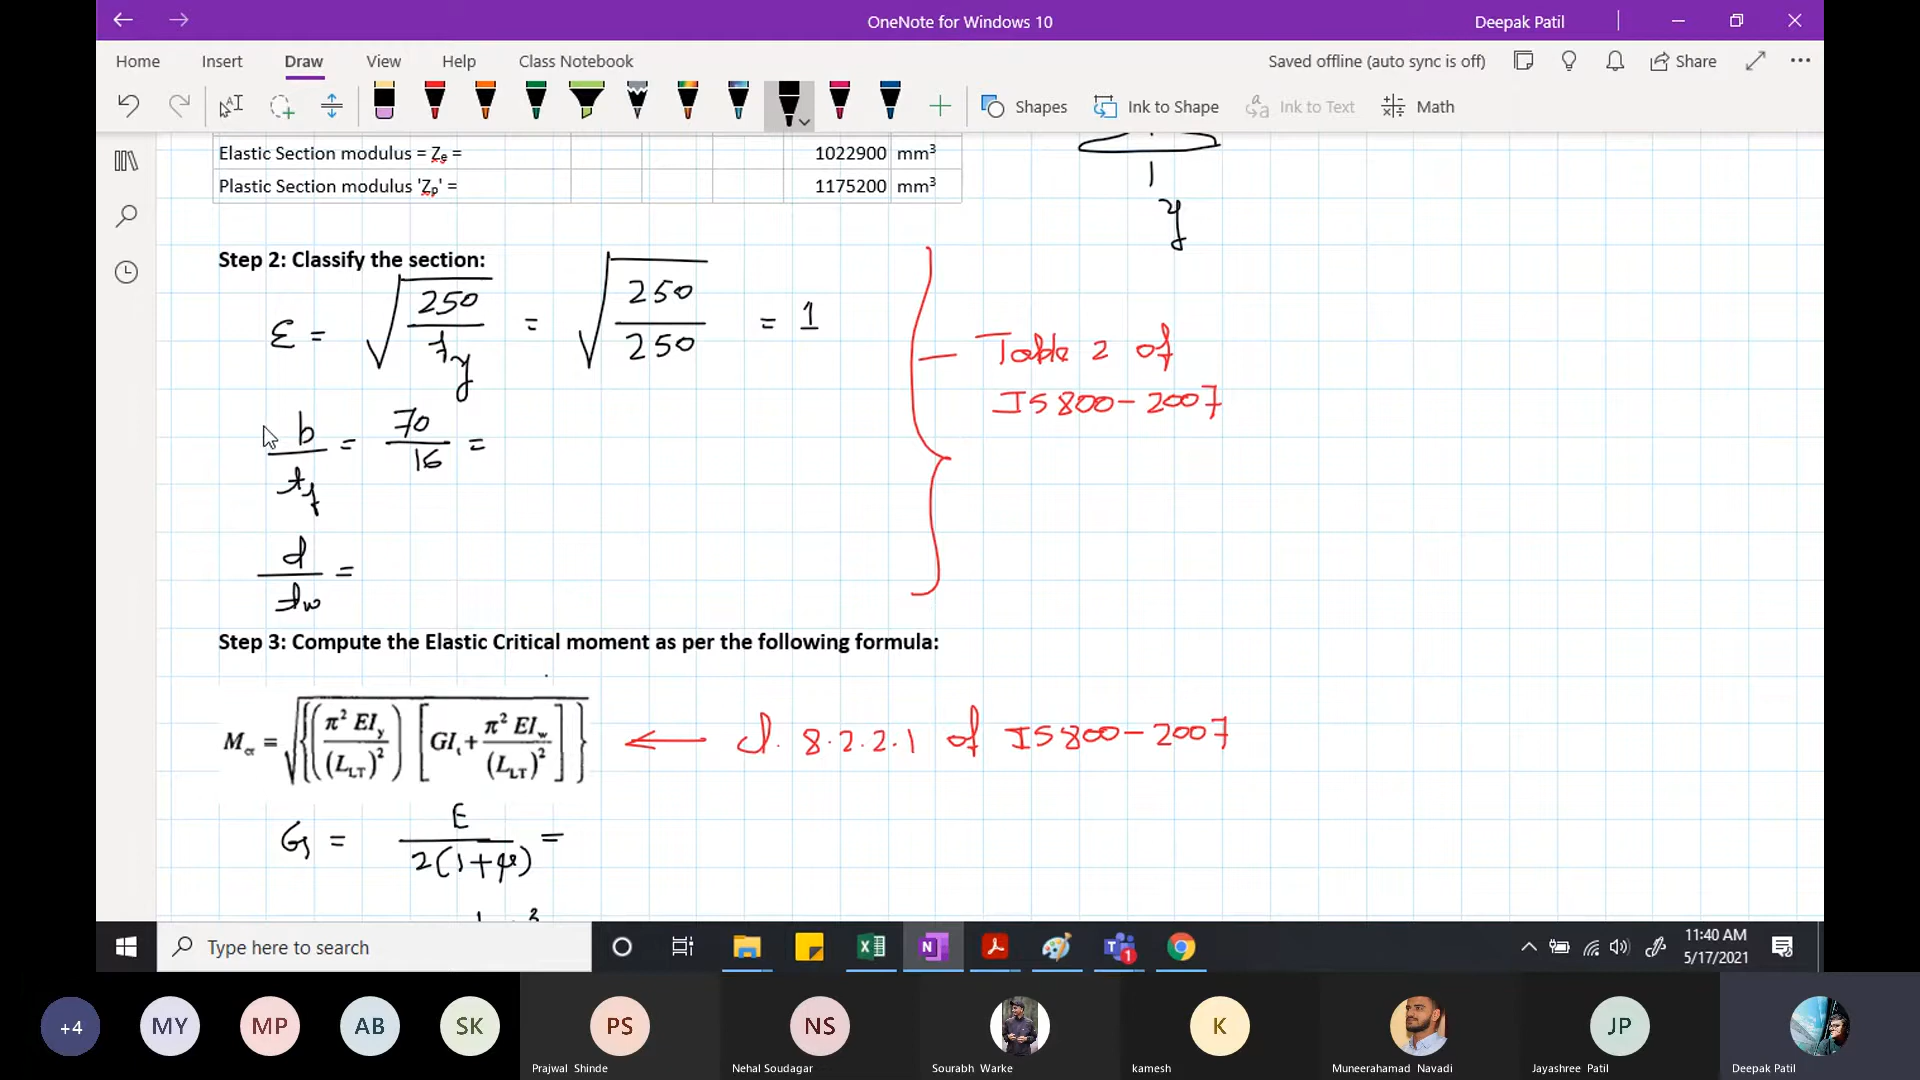 OneNote for Windows 10
Deepak Patil
Home Insert Draw View Help Class Notebook
Saved offline (auto sync is off) Share
Shapes Ink to Shape Ink to Text Math
Elastic Section modulus = Ze = 1022900 mm³
Plastic Section modulus 'Zp' = 1175200 mm³
y
Step 2: Classify the section:
ε = √(250/fy) = √(250/250) = 1
Table 2 of
IS 800-2007
b/tf = 70/16 =
d/tw =
Step 3: Compute the Elastic Critical moment as per the following formula:
Mcr = √{(π² EIy/(LLT)²) [GIt + π² EIw/(LLT)²]}
← cl. 8.2.2.1 of IS 800-2007
G = E/2(1+μ) =
Type here to search
11:40 AM
5/17/2021
+4 MY MP AB SK PS NS K JP
Prajwal Shinde Nehal Soudagar Sourabh Warke kamesh Muneerahamad Navadi Jayashree Patil Deepak Patil